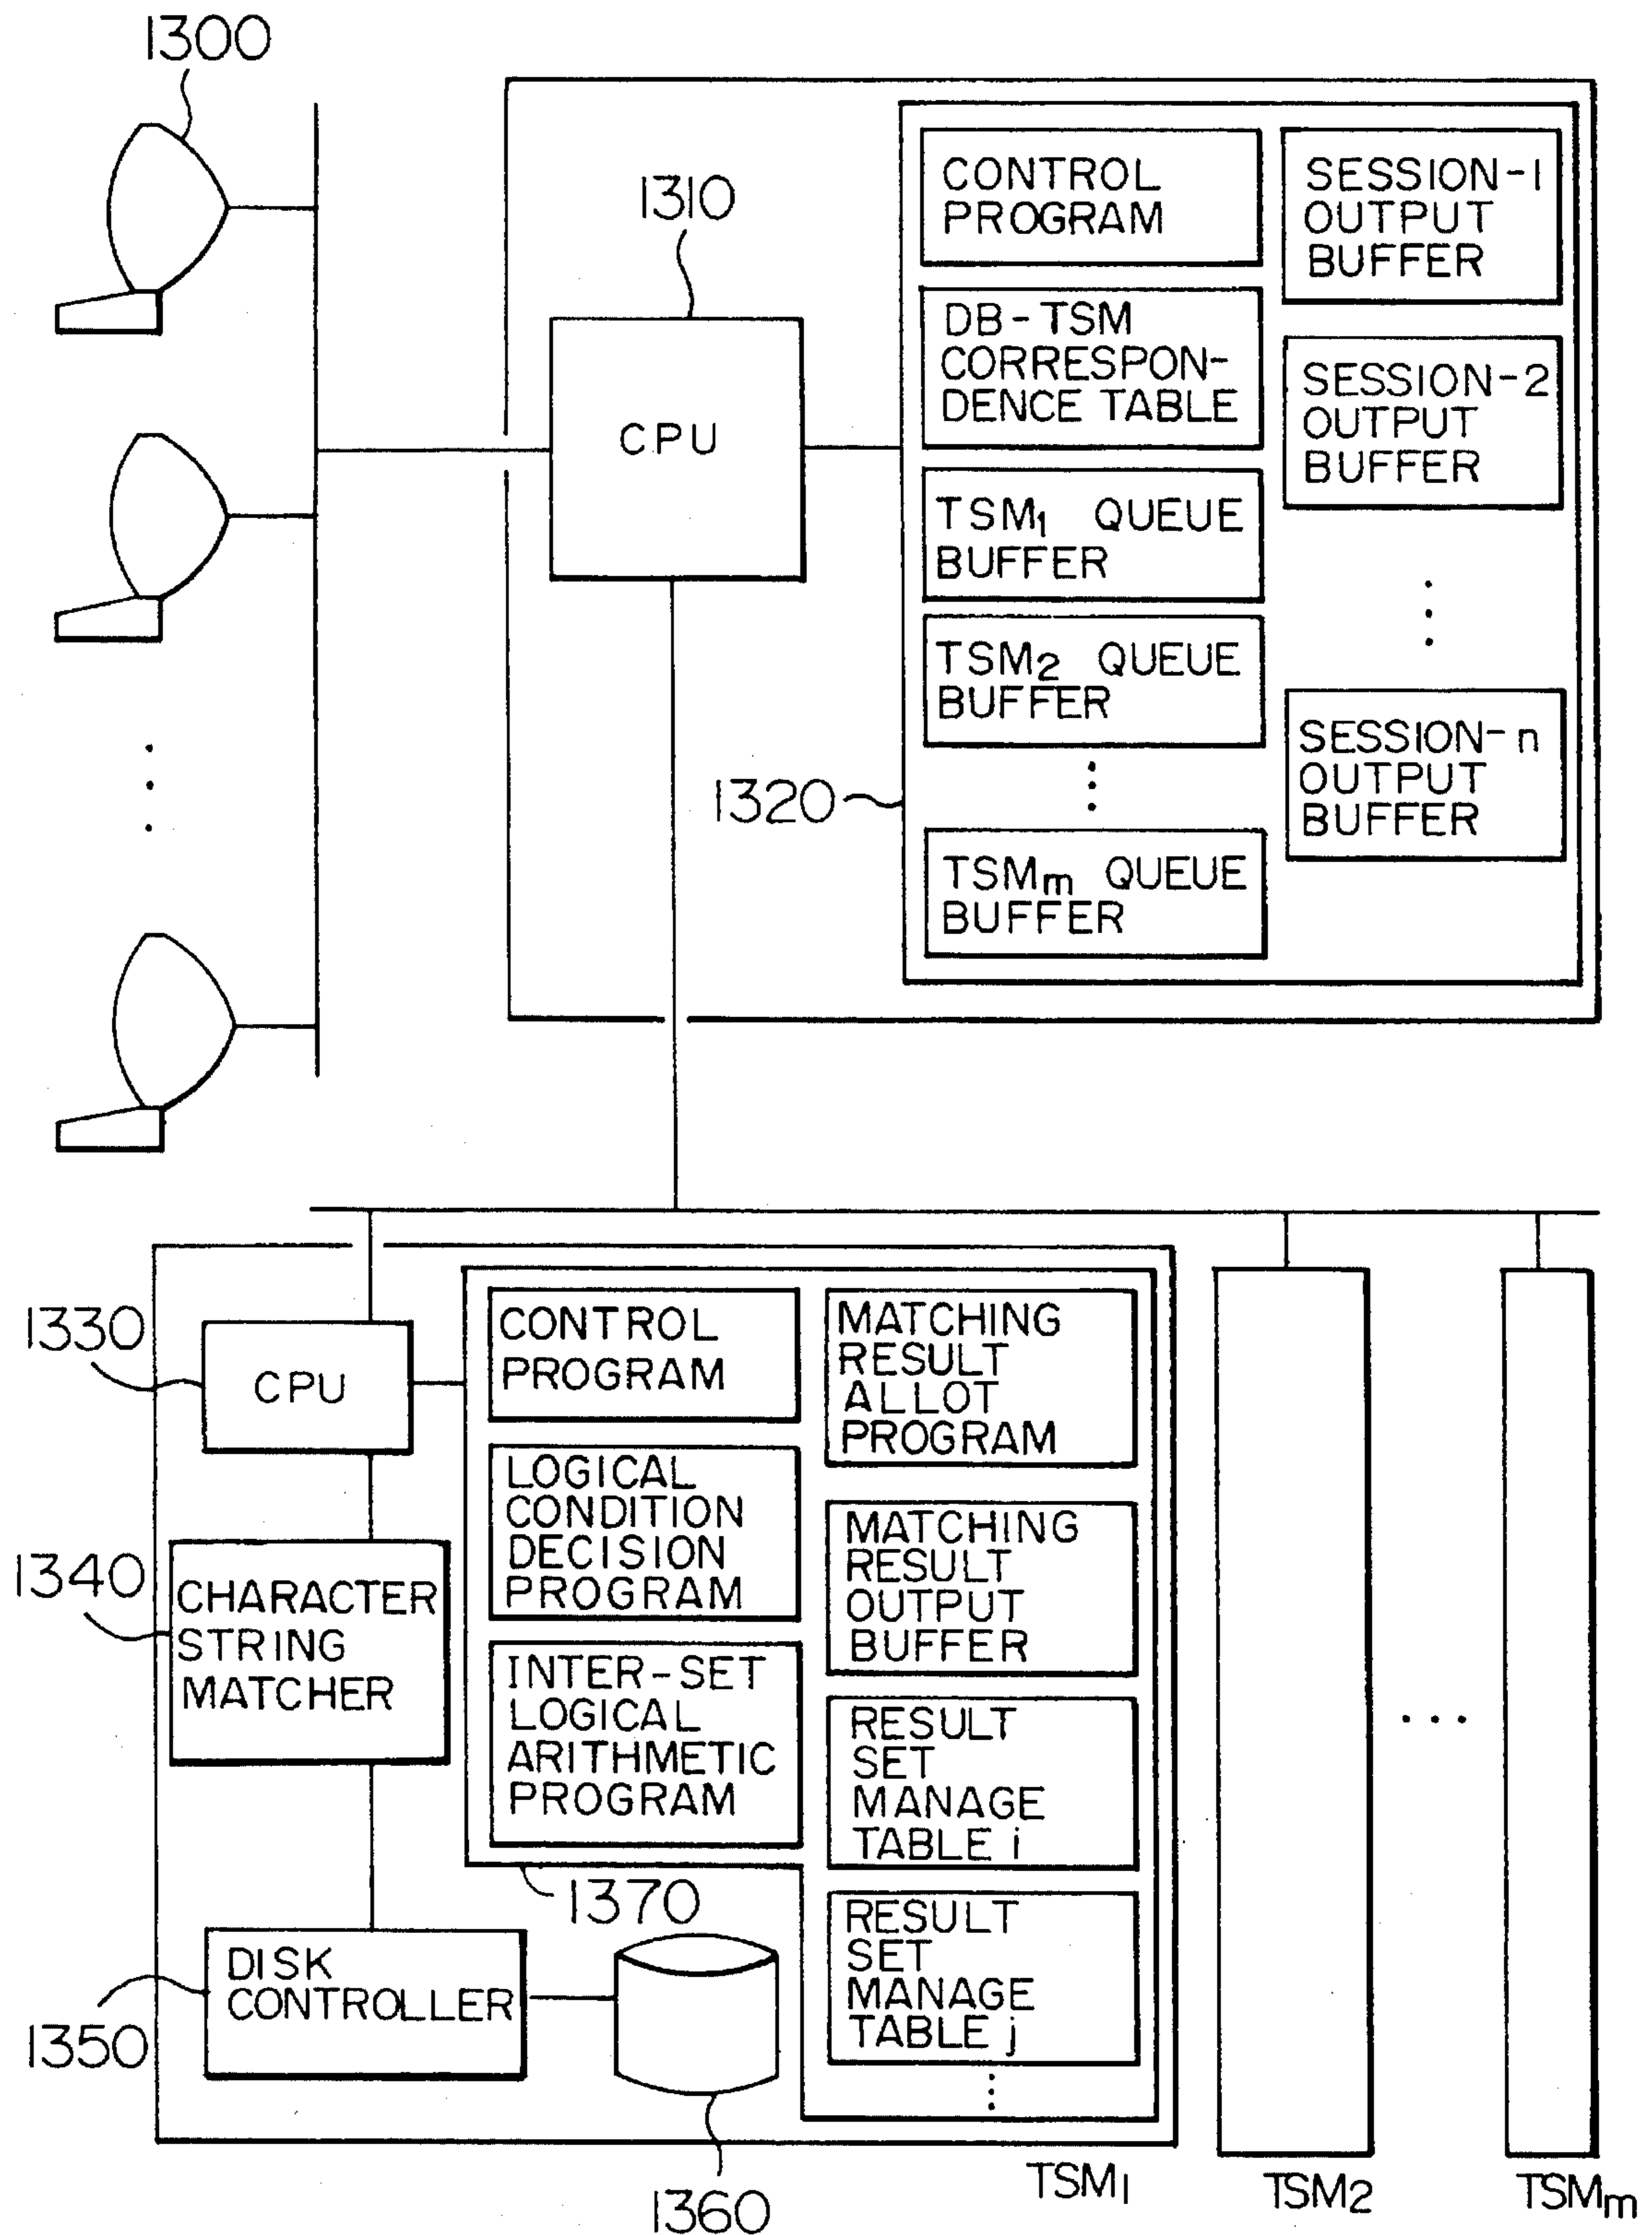 1300
1310
CPU
CONTROL
PROGRAM
DB-TSM
CORRESPON-
DENCE TABLE
TSM1 QUEUE
BUFFER
TSM2 QUEUE
BUFFER
1320
TSMm QUEUE
BUFFER
SESSION-1
OUTPUT
BUFFER
SESSION-2
OUTPUT
BUFFER
SESSION-n
OUTPUT
BUFFER
1330
CPU
1340
CHARACTER
STRING
MATCHER
DISK
CONTROLLER
1350
1360
1370
CONTROL
PROGRAM
LOGICAL
CONDITION
DECISION
PROGRAM
INTER-SET
LOGICAL
ARITHMETIC
PROGRAM
MATCHING
RESULT
ALLOT
PROGRAM
MATCHING
RESULT
OUTPUT
BUFFER
RESULT
SET
MANAGE
TABLE i
RESULT
SET
MANAGE
TABLE j
TSM1
TSM2
TSMm